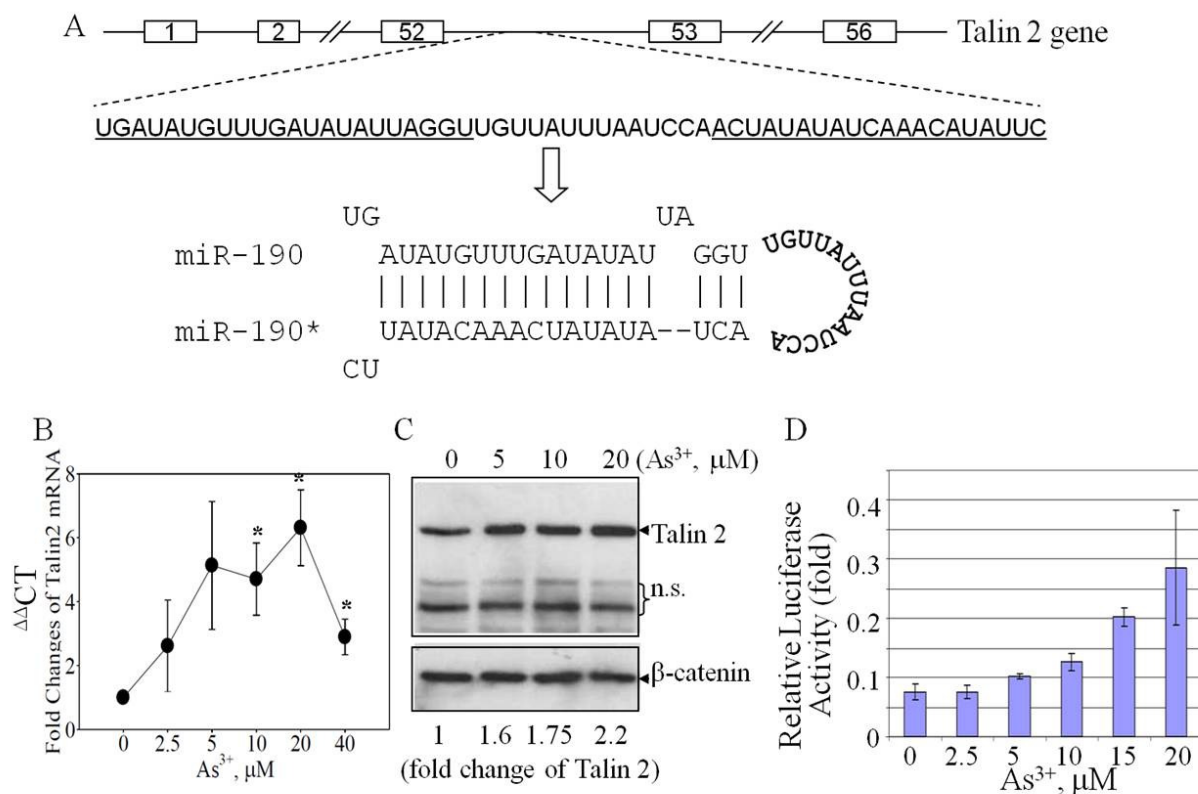 A
1 2 // 52 53 // 56 Talin 2 gene
UGAUAUGUUUGAUAUAUUAGGUUGUUAUUUAAUCCAACUAUAUAUCAAACAUAUUC
UG UA
miR-190 AUAUGUUUGAUAUAU GGU UGUUAUUUAAUCCA
miR-190* UAUACAAACUAUAUA--UCA
CU
B
ΔΔCT
Fold Changes of Talin2 mRNA
8
6
4
2
0
* * *
0 2.5 5 10 20 40
As³⁺, μM
C
0 5 10 20 (As³⁺, μM)
Talin 2
n.s.
β-catenin
1 1.6 1.75 2.2
(fold change of Talin 2)
D
Relative Luciferase
Activity (fold)
0.4
0.3
0.2
0.1
0
0 2.5 5 10 15 20
As³⁺, μM